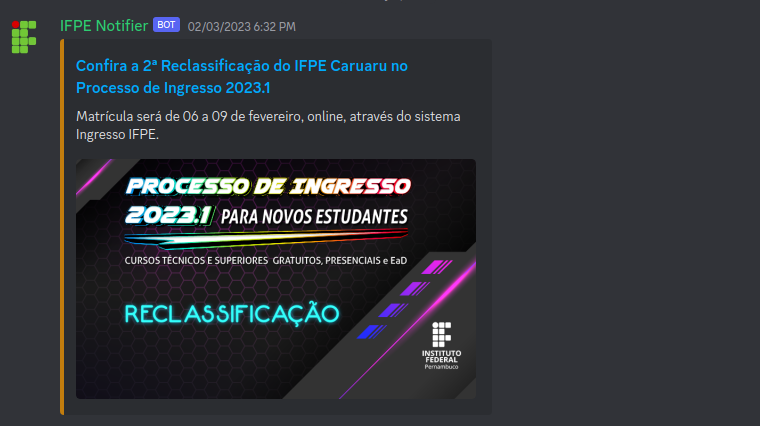 IFPE Notifier BOT 02/03/2023 6:32 PM
Confira a 2ª Reclassificação do IFPE Caruaru no
Processo de Ingresso 2023.1
Matrícula será de 06 a 09 de fevereiro, online, através do sistema
Ingresso IFPE.
PROCESSO DE INGRESSO
2023.1 PARA NOVOS ESTUDANTES
CURSOS TÉCNICOS E SUPERIORES GRATUITOS, PRESENCIAIS e EaD
RECLASSIFICAÇÃO
INSTITUTO
FEDERAL
Pernambuco